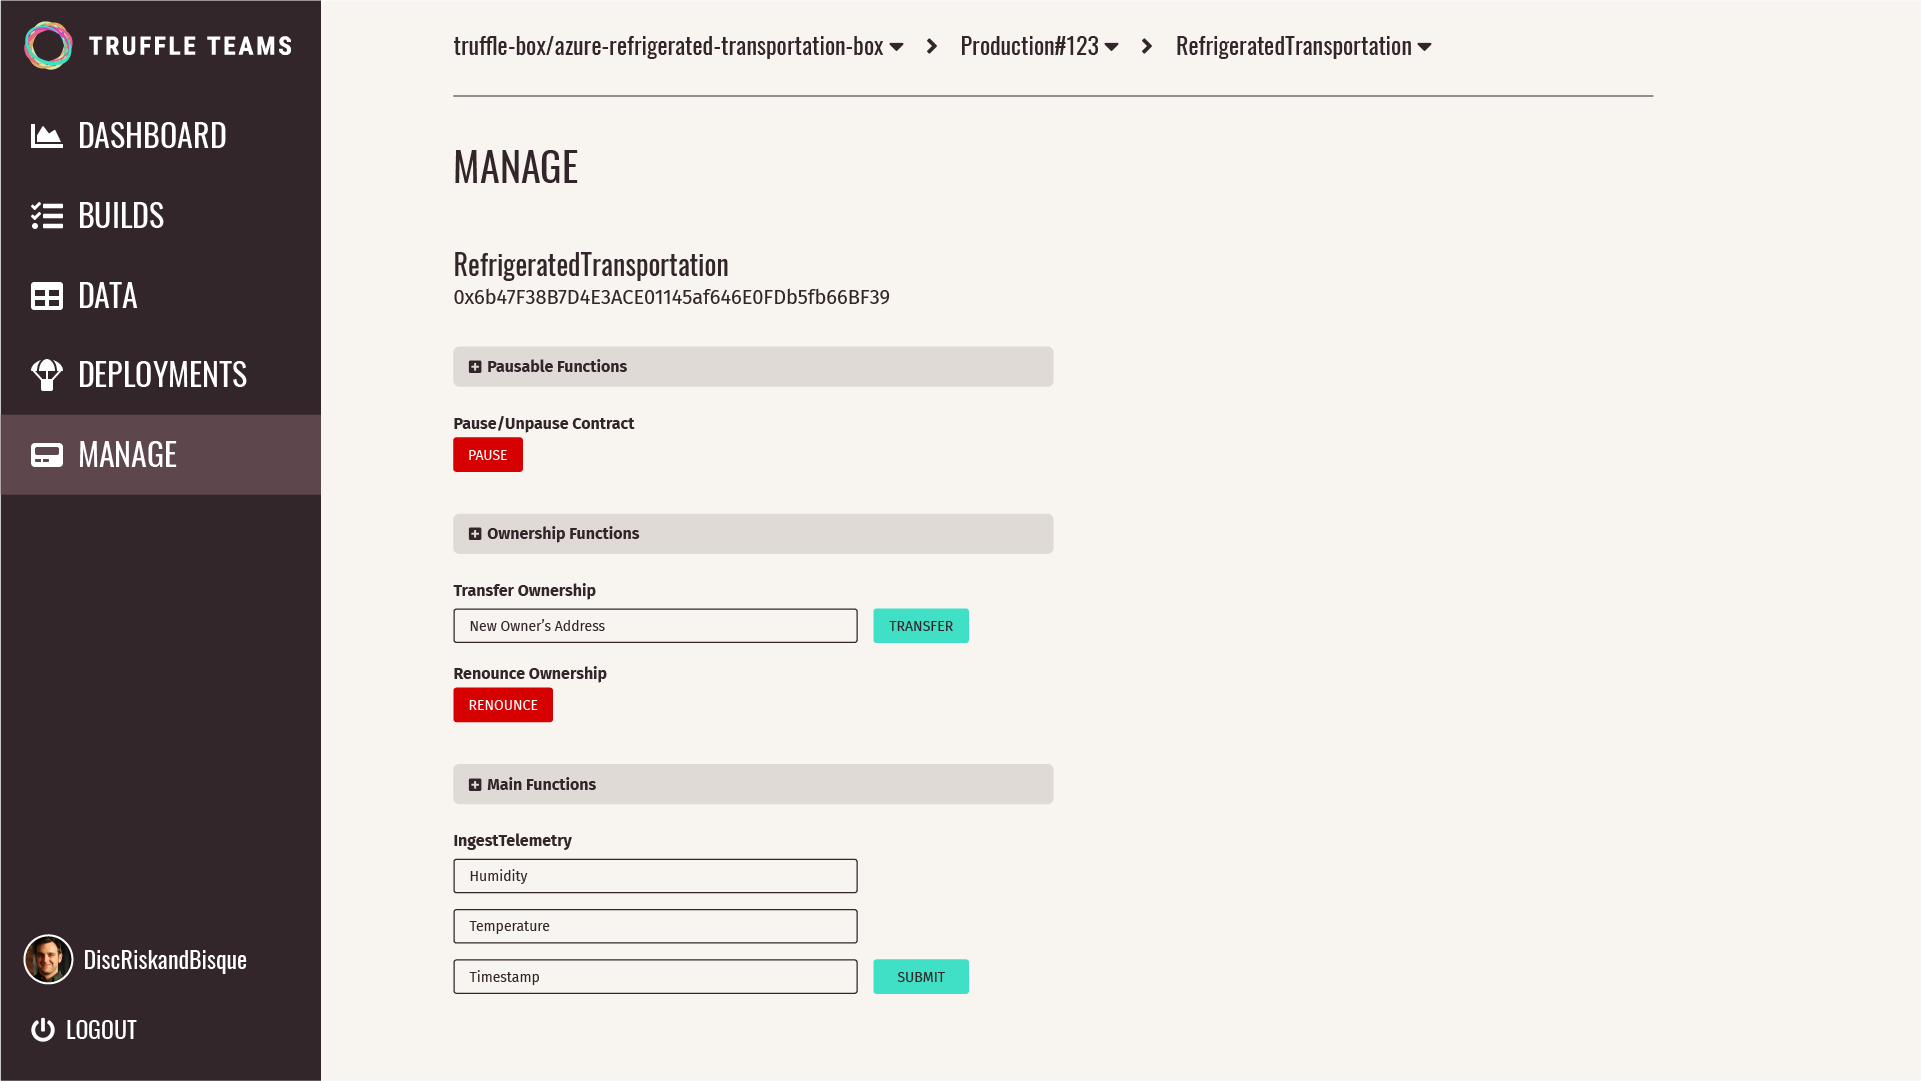 TRUFFLE TEAMS
DASHBOARD
BUILDS
DATA
DEPLOYMENTS
MANAGE
DiscRiskandBisque
LOGOUT
truffle-box/azure-refrigerated-transportation-box Production#123 RefrigeratedTransportation
MANAGE
RefrigeratedTransportation
0x6b47F38B7D4E3ACE01145af646E0FDb5fb66BF39
Pausable Functions
Pause/Unpause Contract
PAUSE
Ownership Functions
Transfer Ownership
New Owner’s Address TRANSFER
Renounce Ownership
RENOUNCE
Main Functions
IngestTelemetry
Humidity
Temperature
Timestamp SUBMIT